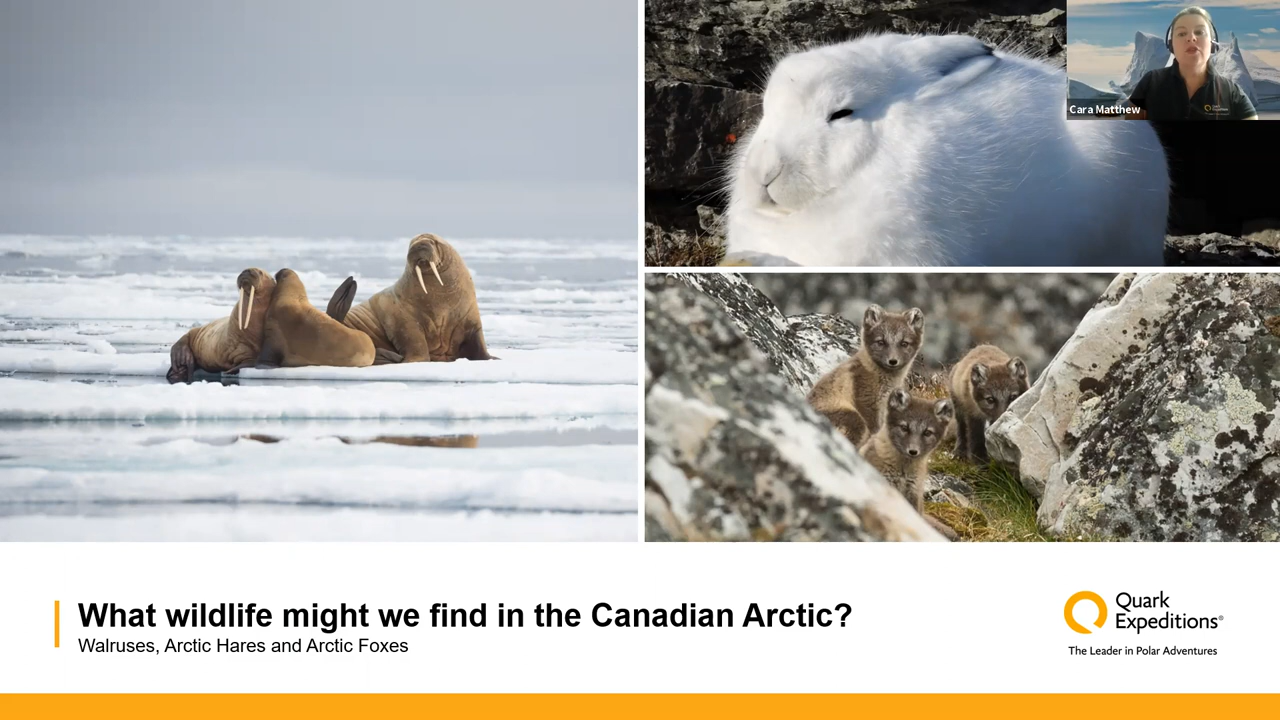 Cara Matthew
What wildlife might we find in the Canadian Arctic?
Walruses, Arctic Hares and Arctic Foxes
Quark
Expeditions®
The Leader in Polar Adventures